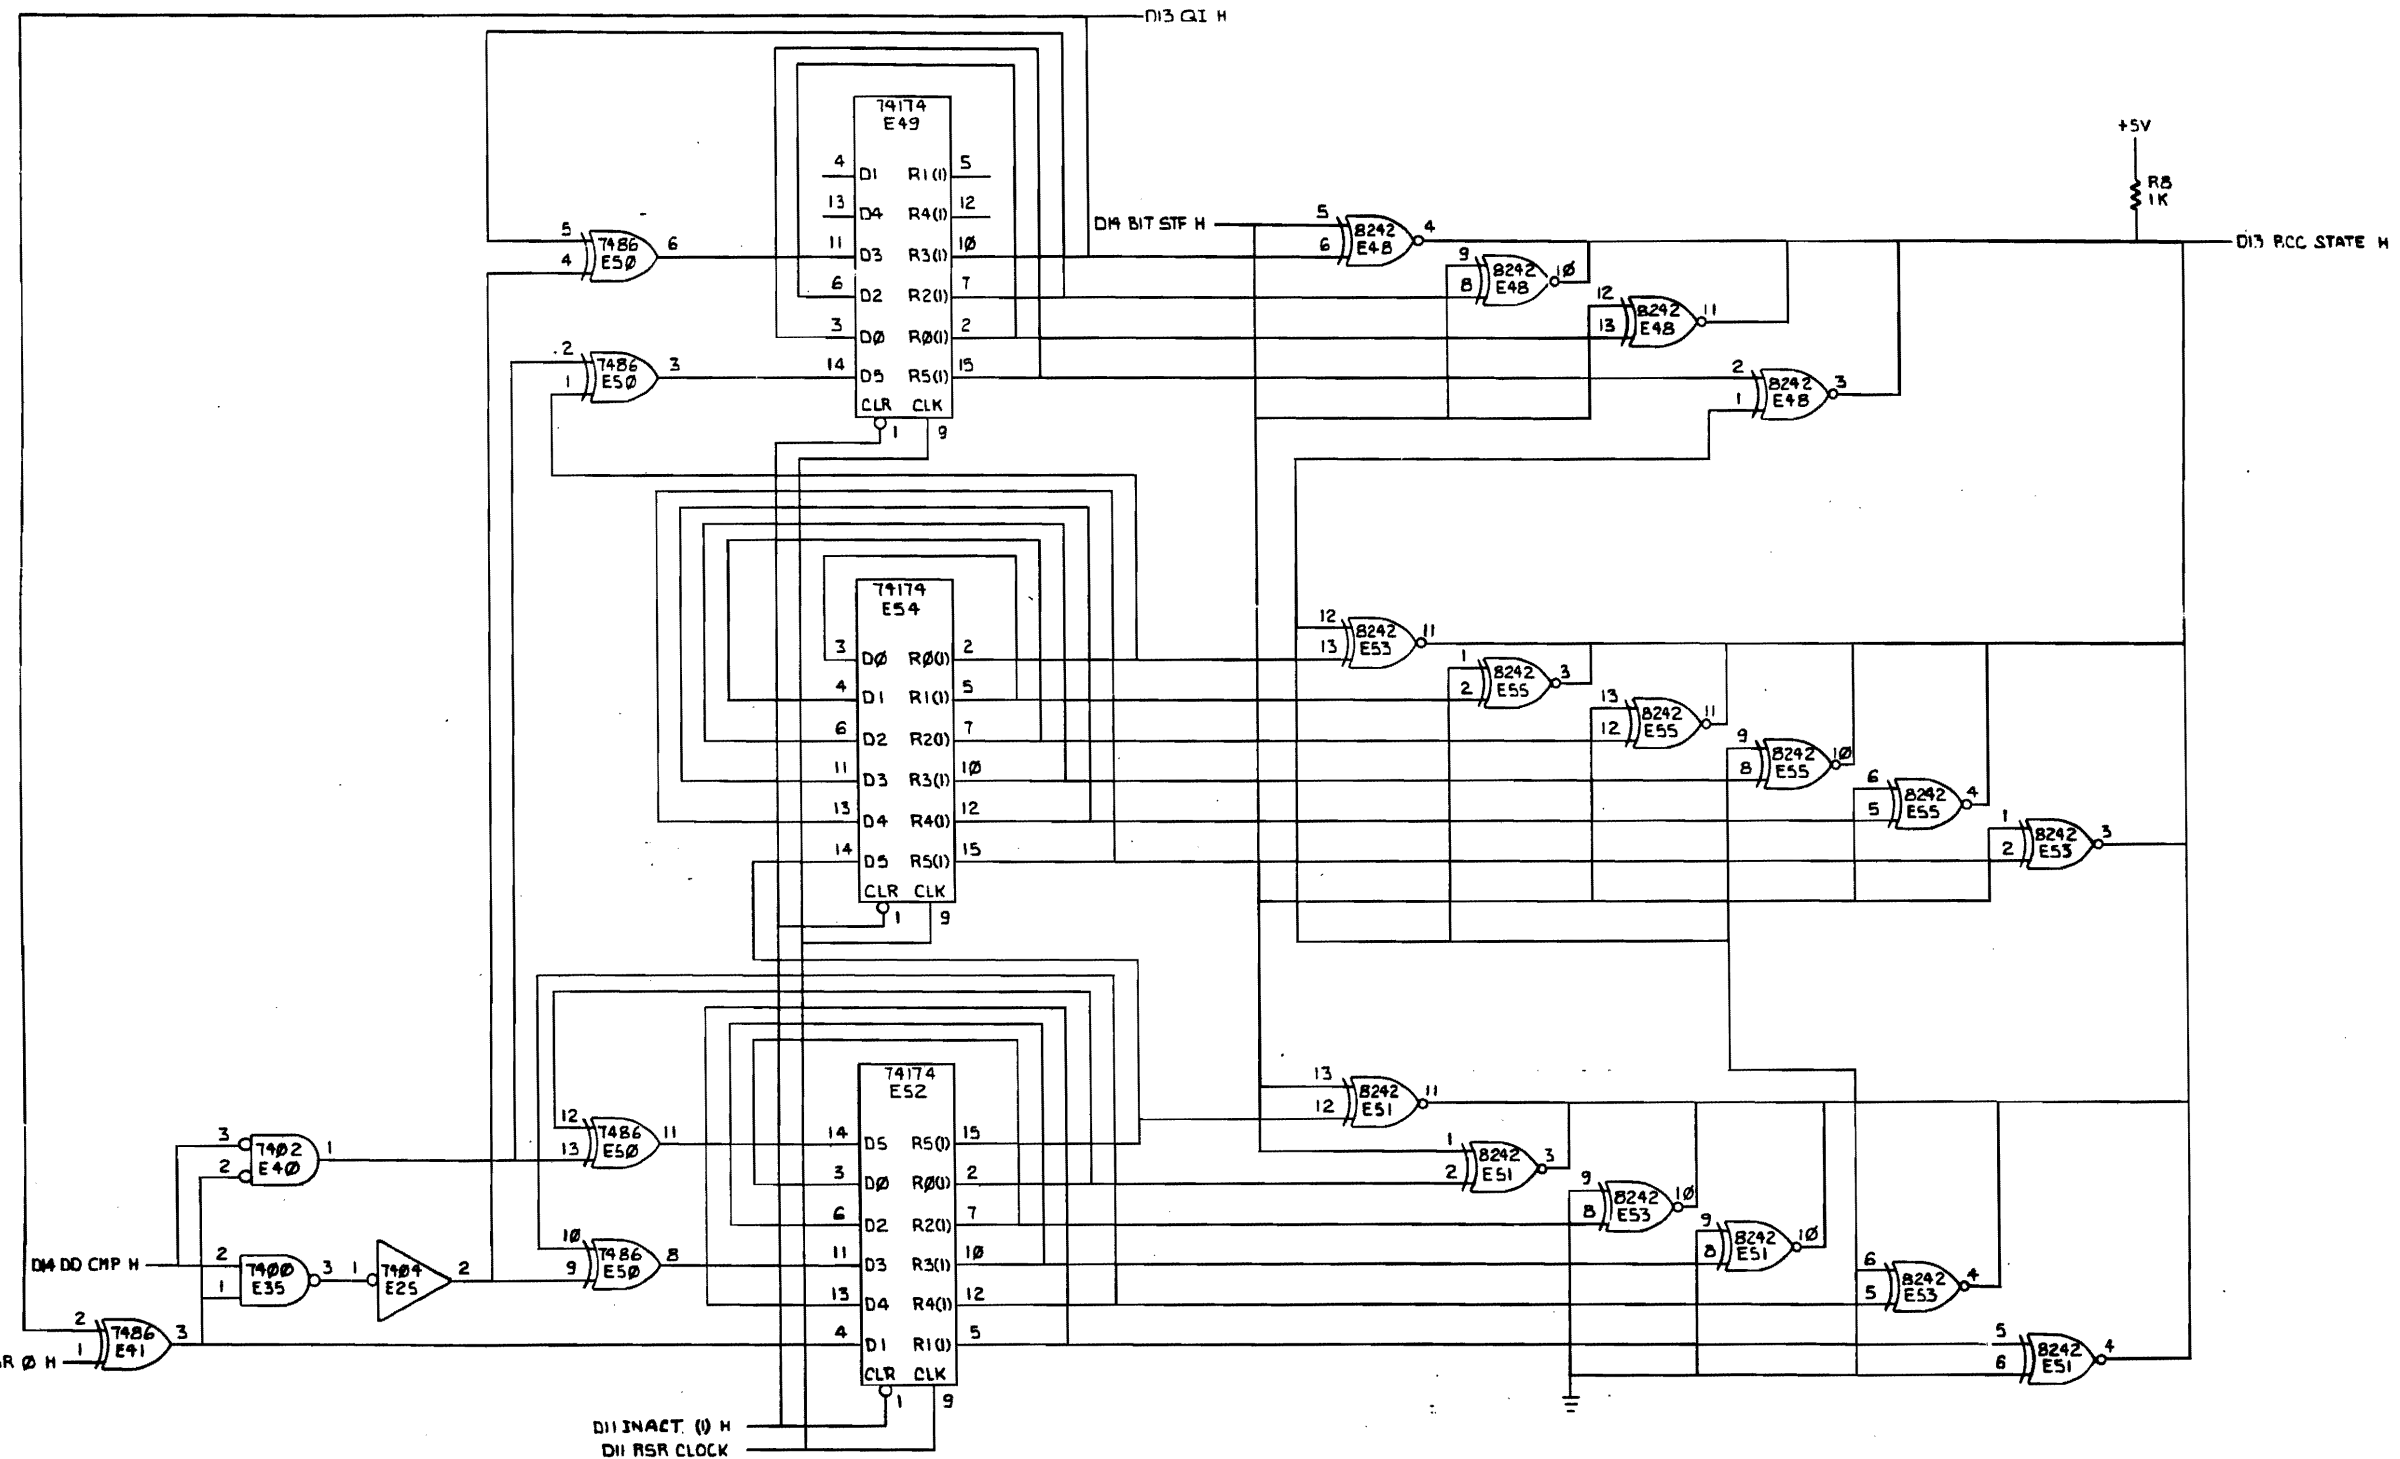 D13 QI H
74174
E49
4 D1 R1(1) 5
13 D4 R4(1) 12
11 D3 R3(1) 10
6 D2 R2(1) 7
3 DØ RØ(1) 2
14 D5 R5(1) 15
CLR CLK
1 9
5 4 7486 E5Ø 6
2 1 7486 E5Ø 3
+5V
R8
1K
D14 BIT STF H
5 6 8242 E48 4
9 8 8242 E48 1Ø
12 13 8242 E48 11
2 1 8242 E48 3
D13 RCC STATE H
74174
E54
3 DØ RØ(1) 2
4 D1 R1(1) 5
6 D2 R2(1) 7
11 D3 R3(1) 1Ø
13 D4 R4(1) 12
14 D5 R5(1) 15
CLR CLK
1 9
12 13 8242 E53 11
1 2 8242 E55 3
13 12 8242 E55 11
9 8 8242 E55 1Ø
6 5 8242 E55 4
1 2 8242 E53 3
74174
E52
14 D5 R5(1) 15
3 DØ RØ(1) 2
6 D2 R2(1) 7
11 D3 R3(1) 1Ø
13 D4 R4(1) 12
4 D1 R1(1) 5
CLR CLK
1 9
12 13 7486 E5Ø 11
10 9 7486 E5Ø 8
3 2 7402 E4Ø 1
D14 DD CMP H
2 1 74ØØ E35 3
1 74Ø4 E25 2
2 1 7486 E41 3
R Ø H
13 12 8242 E51 11
1 2 8242 E51 3
9 8 8242 E53 1Ø
9 8 8242 E51 1Ø
6 5 8242 E53 4
5 6 8242 E51 4
D11 INACT (1) H
D11 RSR CLOCK